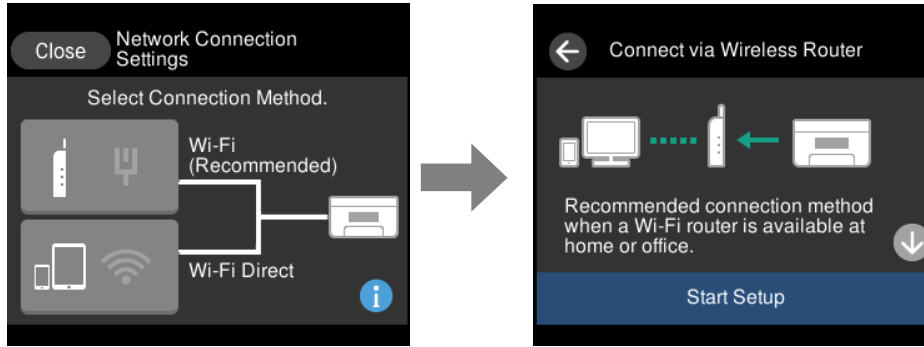 Close
Network Connection
Settings
Select Connection Method.
Wi-Fi
(Recommended)
Wi-Fi Direct
i
Connect via Wireless Router
Recommended connection method
when a Wi-Fi router is available at
home or office.
Start Setup